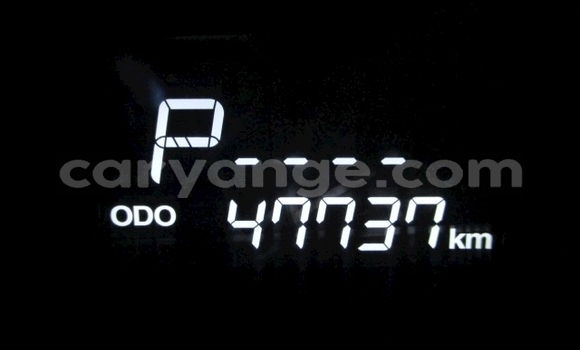 P - - - -
caryange.com
ODO 47737 km